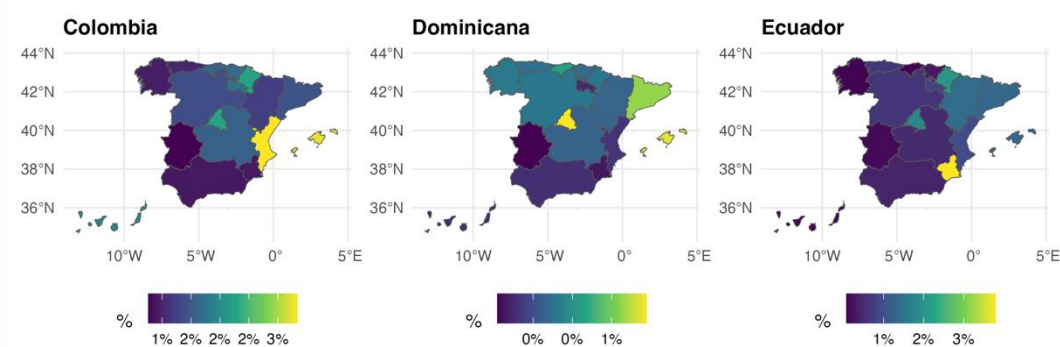 Colombia Dominicana Ecuador
44°N 44°N 44°N
42°N 42°N 42°N
40°N 40°N 40°N
38°N 38°N 38°N
36°N 36°N 36°N
10°W 5°W 0° 5°E 10°W 5°W 0° 5°E 10°W 5°W 0° 5°E
% % %
1% 2% 2% 2% 3% 0% 0% 1% 1% 2% 3%